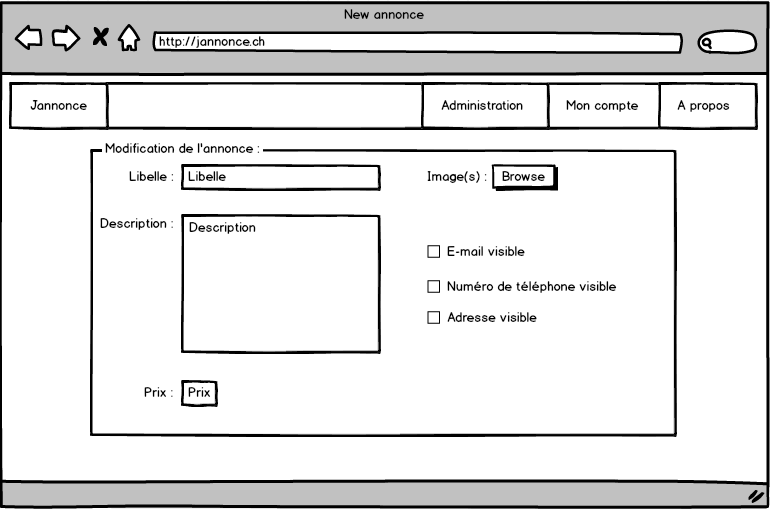 New annonce
http://jannonce.ch
Jannonce Administration Mon compte A propos
Modification de l'annonce :
Libelle : Libelle Image(s) : Browse
Description : Description
E-mail visible
Numéro de téléphone visible
Adresse visible
Prix : Prix